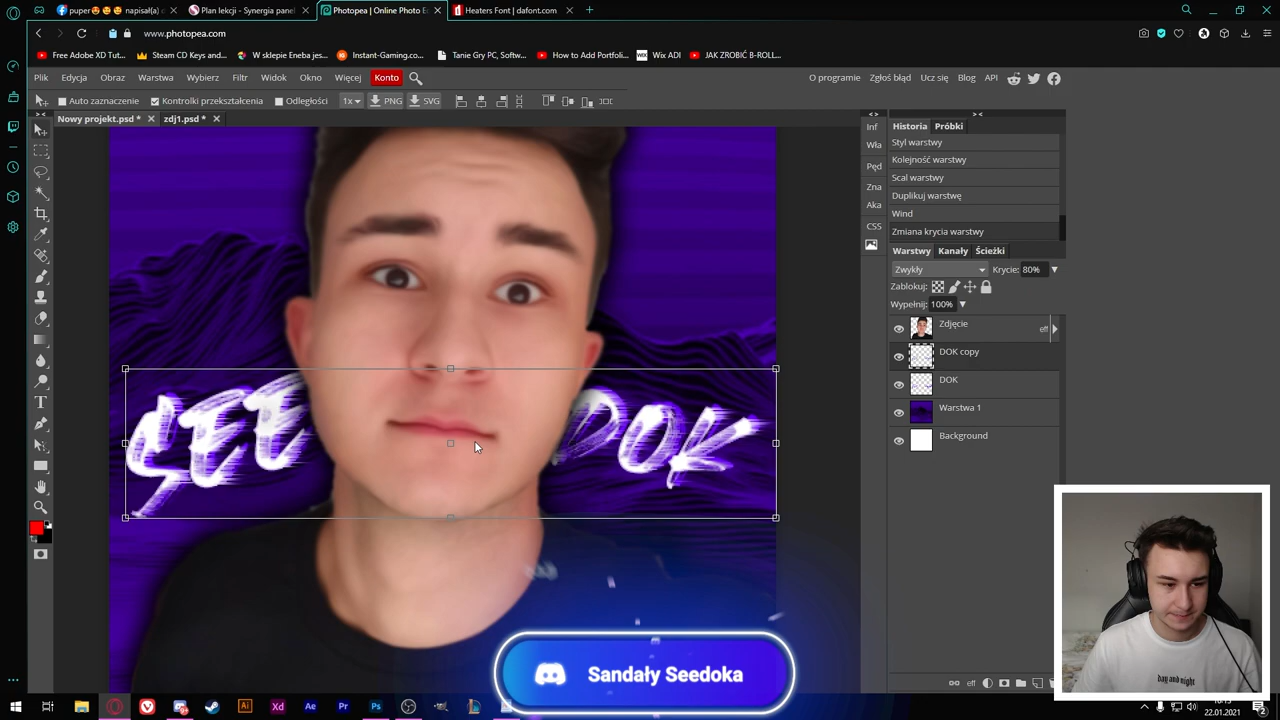 puper😍😍😍 napisał(a) d
Plan lekcji - Synergia panel
Photopea | Online Photo Ed
Heaters Font | dafont.com
www.photopea.com
Free Adobe XD Tut...
Steam CD Keys and...
W sklepie Eneba jes...
Instant-Gaming.co...
Tanie Gry PC, Softw...
How to Add Portfoli...
Wix ADI
JAK ZROBIĆ B-ROLL...
Plik Edycja Obraz Warstwa Wybierz Filtr Widok Okno Więcej Konto
O programie Zgłoś błąd Ucz się Blog API
Auto zaznaczenie Kontrolki przekształcenia Odległości 1x PNG SVG
Nowy projekt.psd * zdj1.psd *
Inf
Wła
Pęd
Zna
Aka
CSS
Historia Próbki
Styl warstwy
Kolejność warstwy
Scal warstwy
Duplikuj warstwę
Wind
Zmiana krycia warstwy
Warstwy Kanały Ścieżki
Zwykły Krycie: 80%
Zablokuj:
Wypełnij: 100%
Zdjęcie eff
DOK copy
DOK
Warstwa 1
Background
SEE DOK
Sandały Seedoka
day and night
eff
22.01.2021